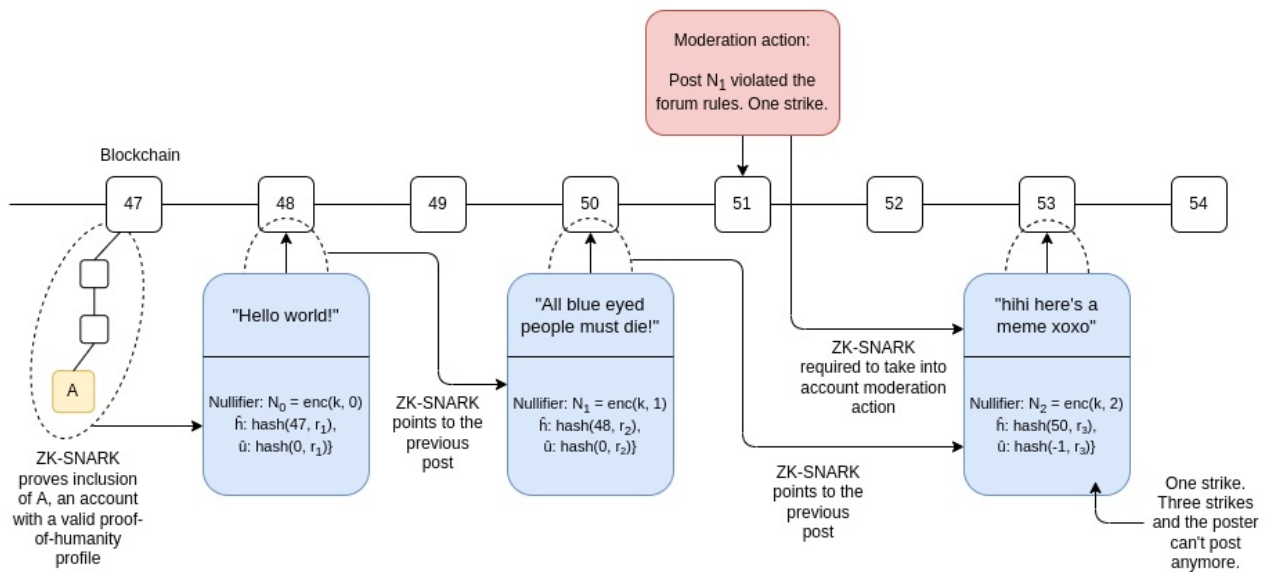 Moderation action:
Post N₁ violated the
forum rules. One strike.
Blockchain
47
48
49
50
51
52
53
54
A
ZK-SNARK
proves inclusion
of A, an account
with a valid proof-
of-humanity
profile
"Hello world!"
Nullifier: N₀ = enc(k, 0)
ĥ: hash(47, r₁),
û: hash(0, r₁)}
ZK-SNARK
points to the
previous
post
"All blue eyed
people must die!"
Nullifier: N₁ = enc(k, 1)
ĥ: hash(48, r₂),
û: hash(0, r₂)}
ZK-SNARK
points to the
previous
post
ZK-SNARK
required to take into
account moderation
action
"hihi here's a
meme xoxo"
Nullifier: N₂ = enc(k, 2)
ĥ: hash(50, r₃),
û: hash(-1, r₃)}
One strike.
Three strikes
and the poster
can't post
anymore.